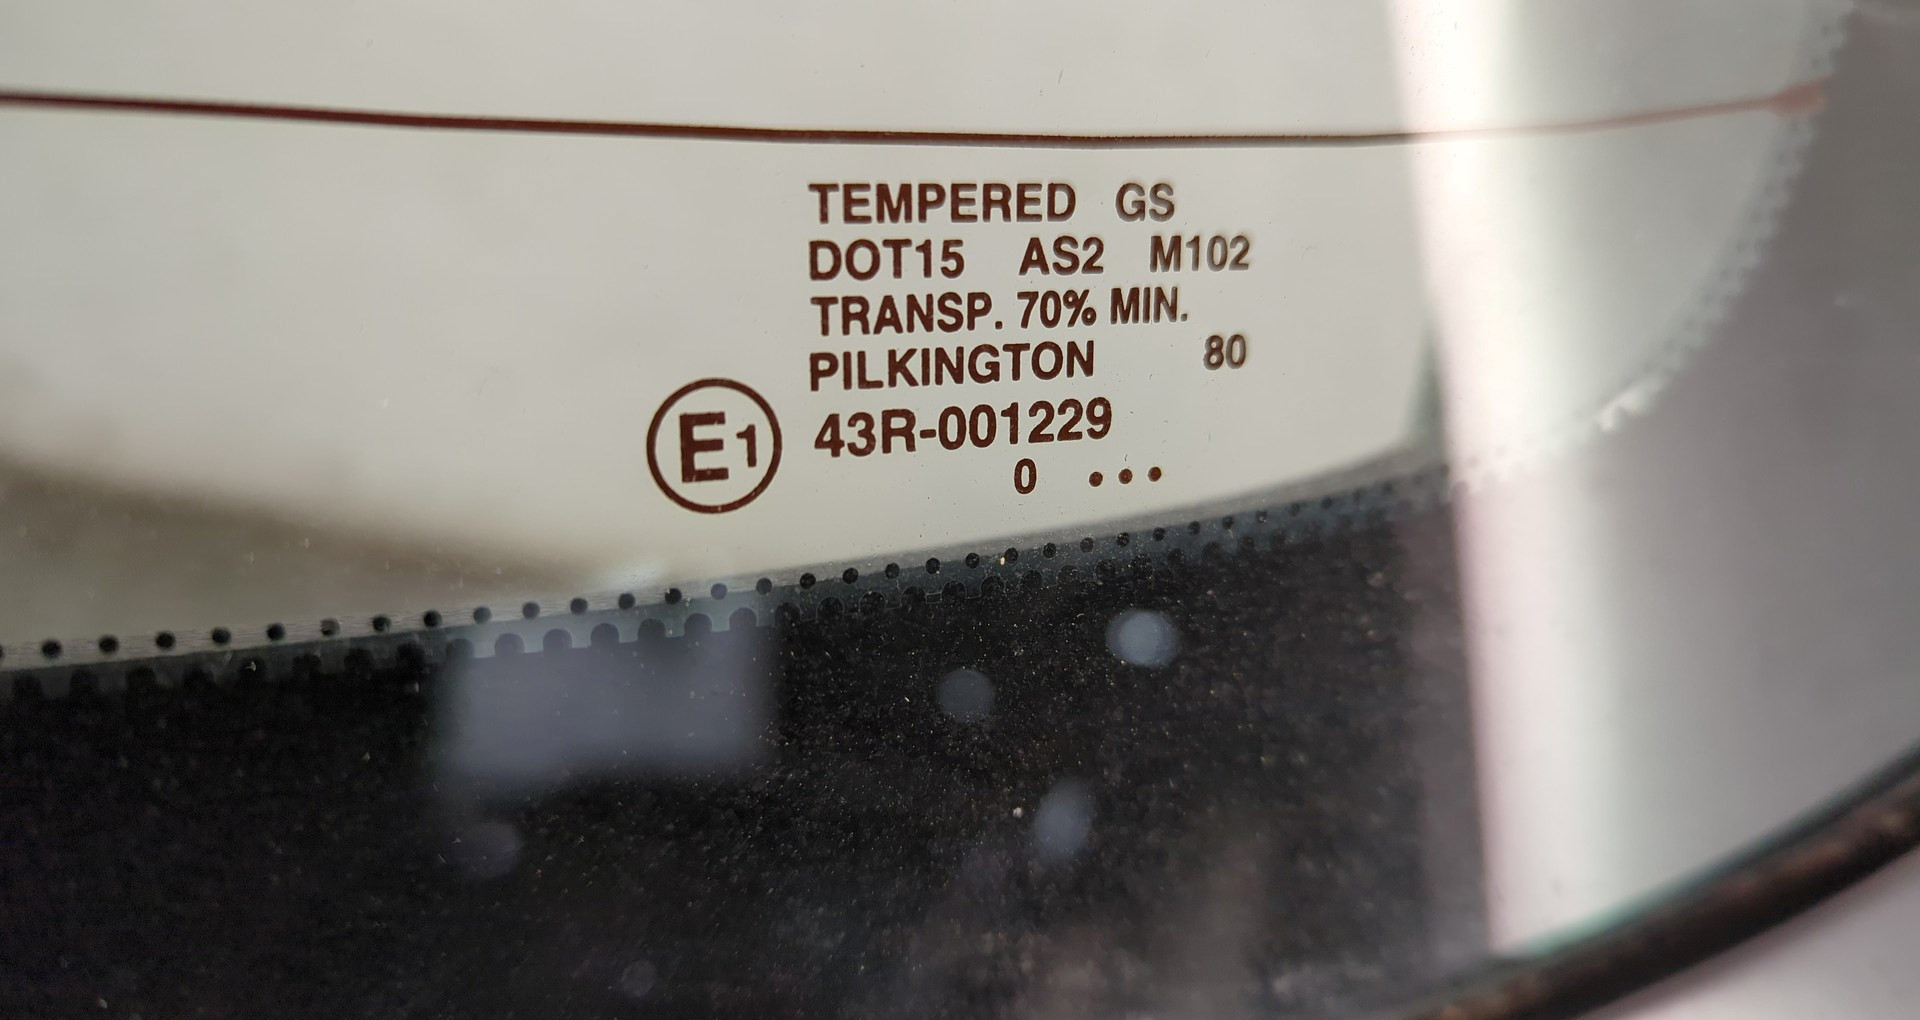 TEMPERED GS
DOT15 AS2 M102
TRANSP. 70% MIN.
PILKINGTON 80
E1 43R-001229
0 •••